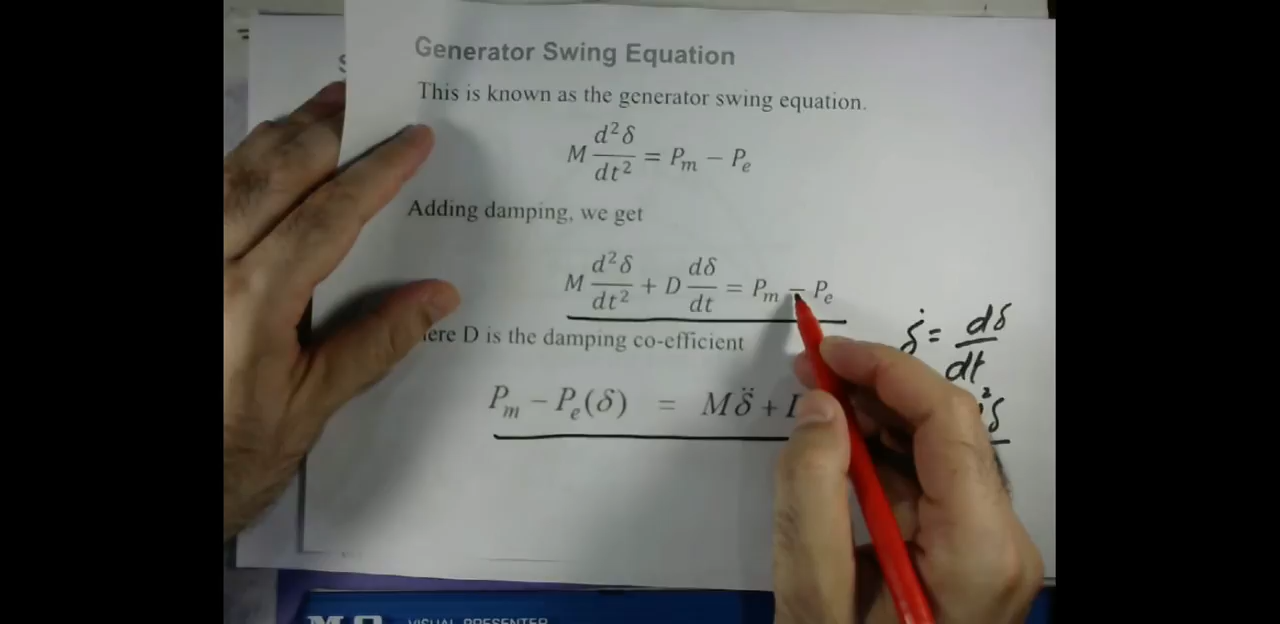 Generator Swing Equation
This is known as the generator swing equation.
M d²δ/dt² = Pₘ − Pₑ
Adding damping, we get
M d²δ/dt² + D dδ/dt = Pₘ − Pₑ
ere D is the damping co-efficient
δ̇ = dδ/dt
Pₘ − Pₑ(δ) = Mδ̈ +
²δ
VISUAL PRESENTER